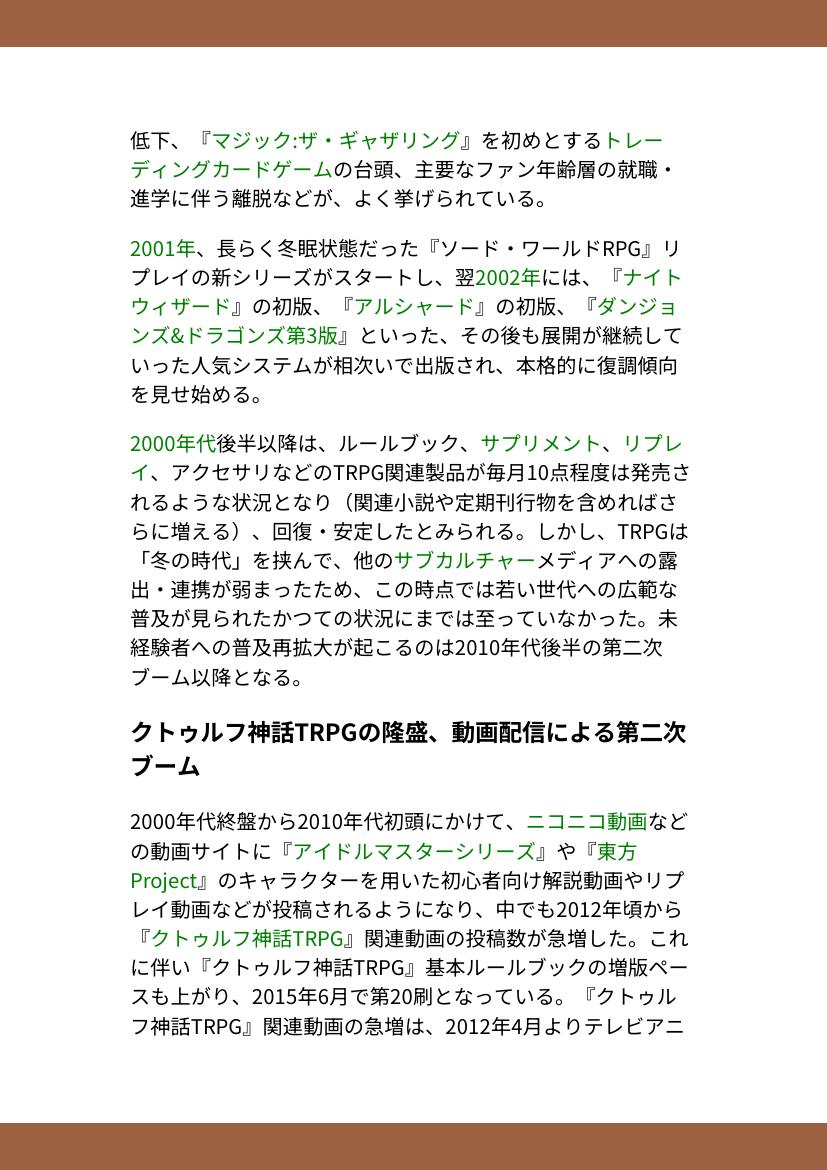 低下、『マジック:ザ・ギャザリング』を初めとするトレー
ディングカードゲームの台頭、主要なファン年齢層の就職・
進学に伴う離脱などが、よく挙げられている。
2001年、長らく冬眠状態だった『ソード・ワールドRPG』リ
プレイの新シリーズがスタートし、翌2002年には、『ナイト
ウィザード』の初版、『アルシャード』の初版、『ダンジョ
ンズ&ドラゴンズ第3版』といった、その後も展開が継続して
いった人気システムが相次いで出版され、本格的に復調傾向
を見せ始める。
2000年代後半以降は、ルールブック、サプリメント、リプレ
イ、アクセサリなどのTRPG関連製品が毎月10点程度は発売さ
れるような状況となり（関連小説や定期刊行物を含めればさ
らに増える）、回復・安定したとみられる。しかし、TRPGは
「冬の時代」を挟んで、他のサブカルチャーメディアへの露
出・連携が弱まったため、この時点では若い世代への広範な
普及が見られたかつての状況にまでは至っていなかった。未
経験者への普及再拡大が起こるのは2010年代後半の第二次
ブーム以降となる。
クトゥルフ神話TRPGの隆盛、動画配信による第二次
ブーム
2000年代終盤から2010年代初頭にかけて、ニコニコ動画など
の動画サイトに『アイドルマスターシリーズ』や『東方
Project』のキャラクターを用いた初心者向け解説動画やリプ
レイ動画などが投稿されるようになり、中でも2012年頃から
『クトゥルフ神話TRPG』関連動画の投稿数が急増した。これ
に伴い『クトゥルフ神話TRPG』基本ルールブックの増版ペー
スも上がり、2015年6月で第20刷となっている。『クトゥル
フ神話TRPG』関連動画の急増は、2012年4月よりテレビアニ